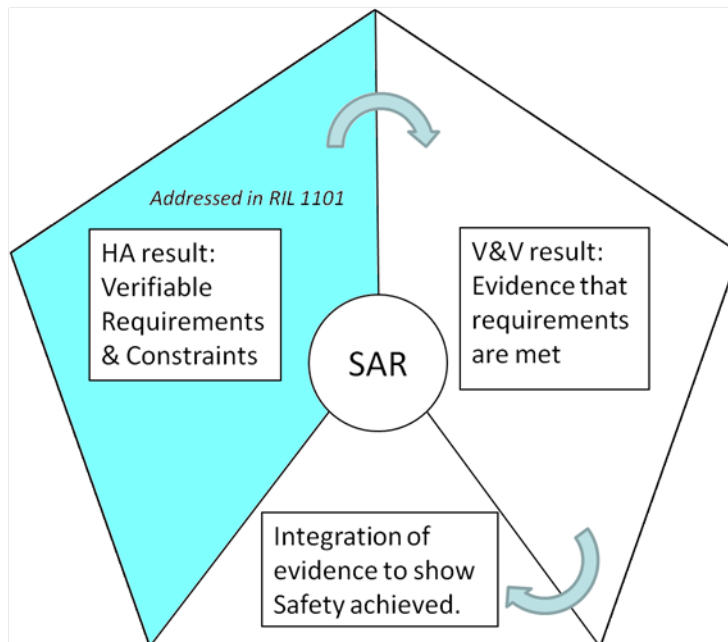 Addressed in RIL 1101
HA result:
Verifiable
Requirements
& Constraints
V&V result:
Evidence that
requirements
are met
SAR
Integration of
evidence to show
Safety achieved.